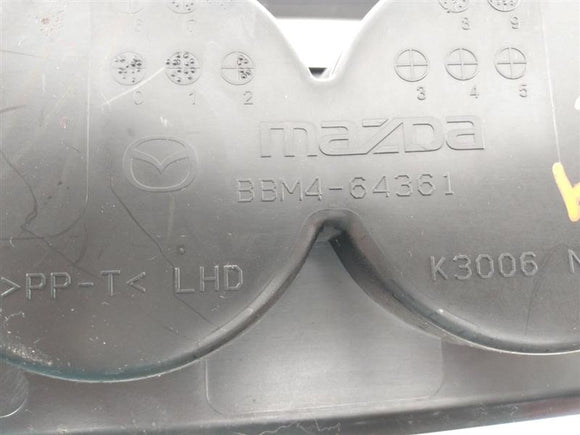 8 9
0 1 2 3 4 5
mazda
BBM4-64361
>PP-T< LHD K3006